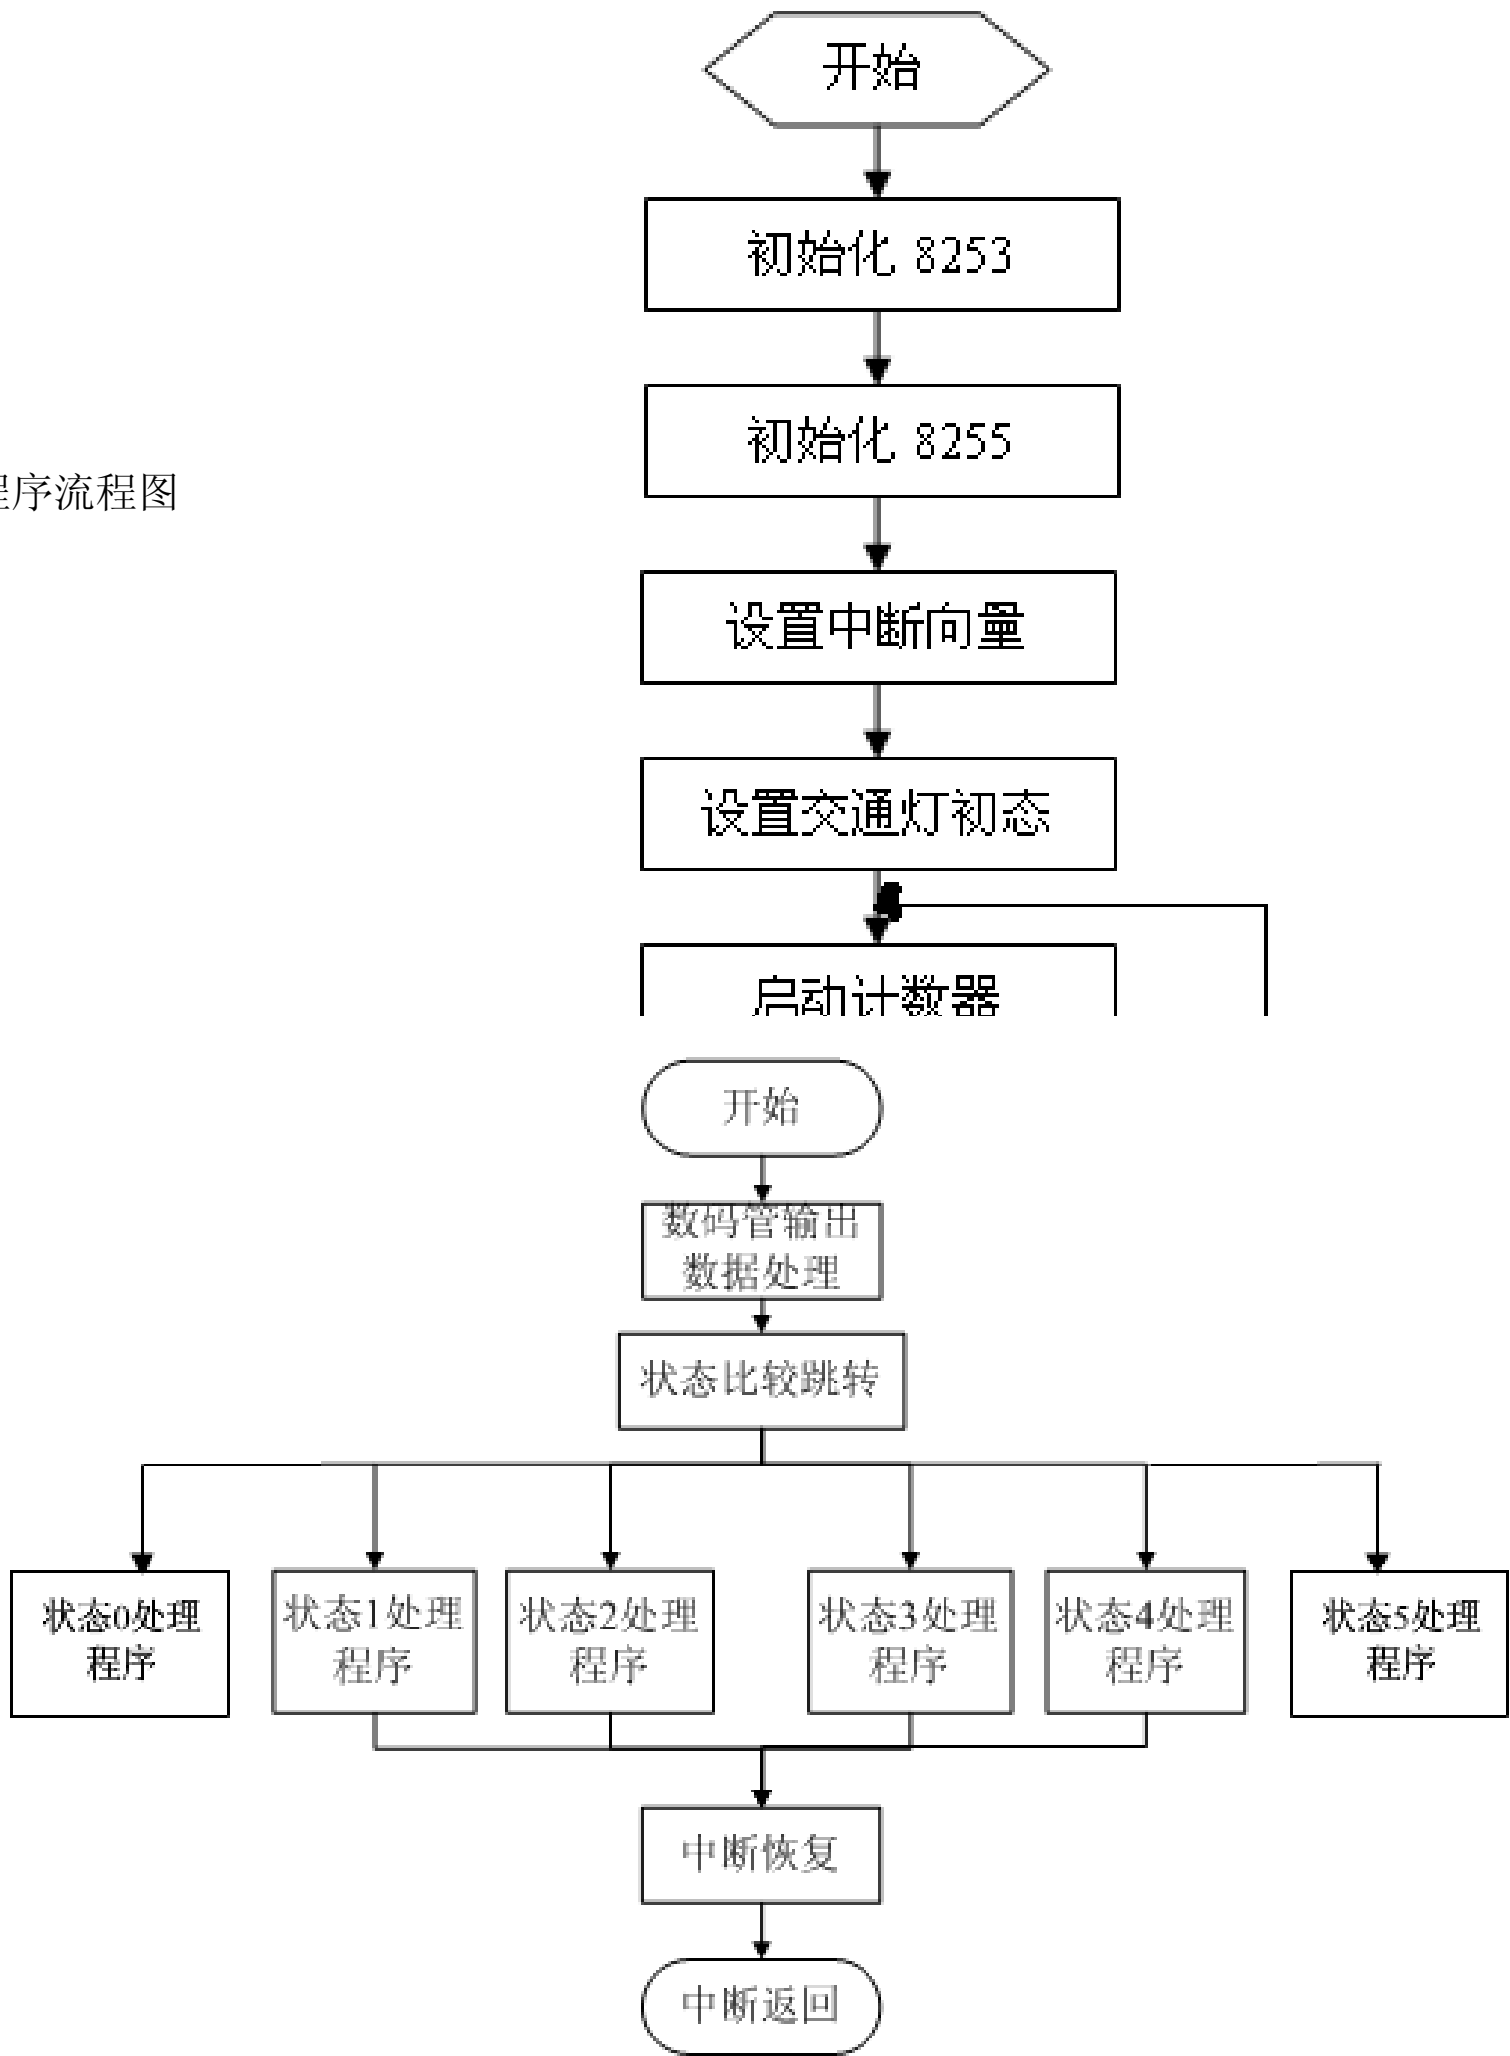 开始
初始化 8253
初始化 8255
程序流程图
设置中断向量
设置交通灯初态
启动计数器
开始
数码管输出
数据处理
状态比较跳转
状态0处理
程序
状态1处理
程序
状态2处理
程序
状态3处理
程序
状态4处理
程序
状态5处理
程序
中断恢复
中断返回